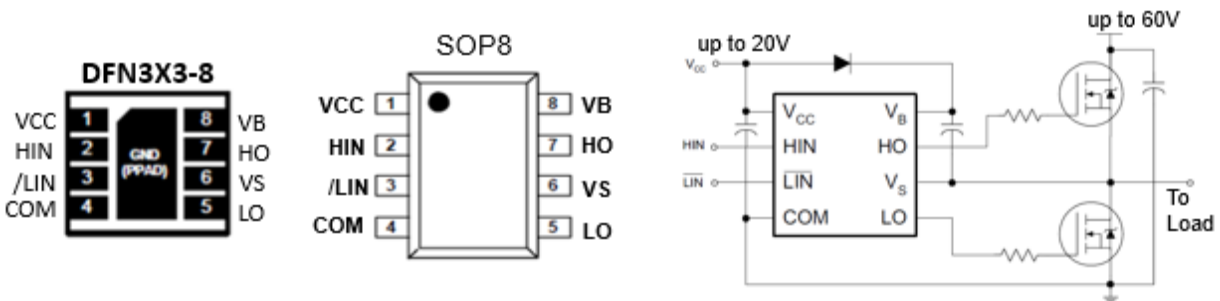 DFN3X3-8
VCC 1 8 VB
HIN 2 GND 7 HO
(PPAD)
/LIN 3 6 VS
COM 4 5 LO
SOP8
VCC 1 8 VB
HIN 2 7 HO
/LIN 3 6 VS
COM 4 5 LO
up to 60V
up to 20V
VCC
VCC VB
HIN HIN HO
LIN LIN VS
COM LO
To
Load